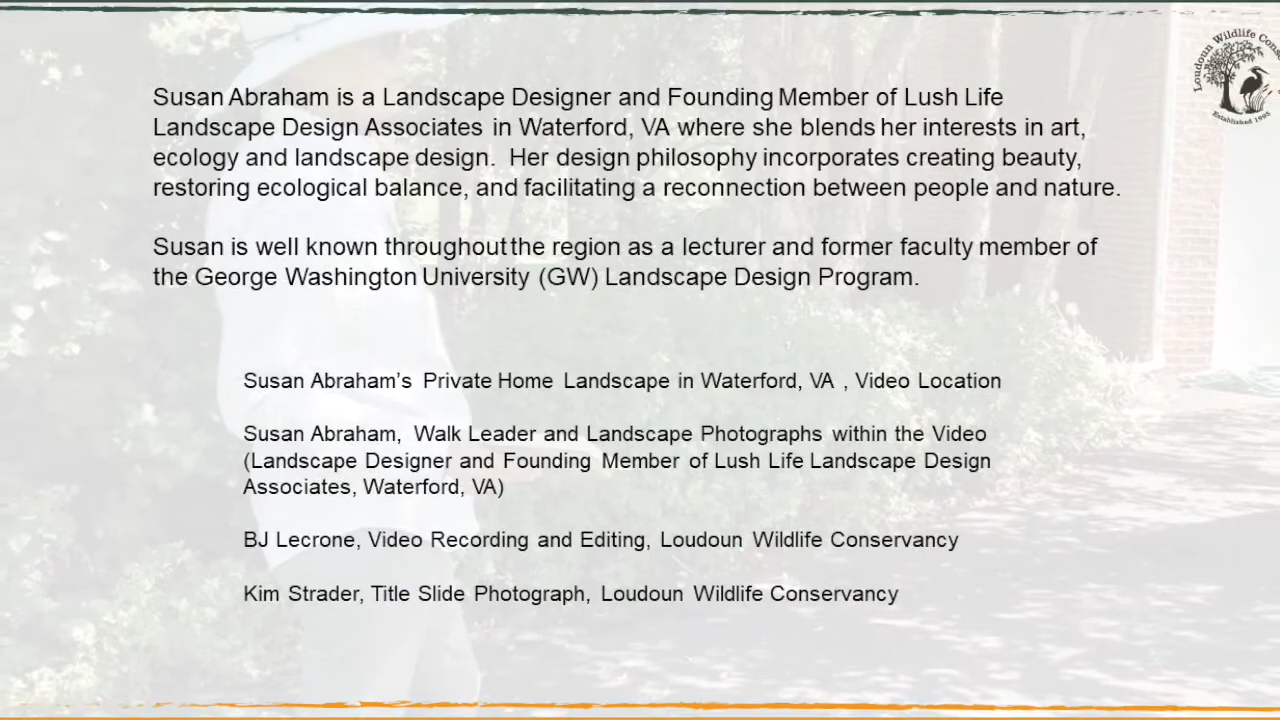 Susan Abraham is a Landscape Designer and Founding Member of Lush Life
Landscape Design Associates in Waterford, VA where she blends her interests in art,
ecology and landscape design. Her design philosophy incorporates creating beauty,
restoring ecological balance, and facilitating a reconnection between people and nature.
Susan is well known throughout the region as a lecturer and former faculty member of
the George Washington University (GW) Landscape Design Program.
Susan Abraham’s Private Home Landscape in Waterford, VA , Video Location
Susan Abraham, Walk Leader and Landscape Photographs within the Video
(Landscape Designer and Founding Member of Lush Life Landscape Design
Associates, Waterford, VA)
BJ Lecrone, Video Recording and Editing, Loudoun Wildlife Conservancy
Kim Strader, Title Slide Photograph, Loudoun Wildlife Conservancy
Loudoun Wildlife
Established 1995